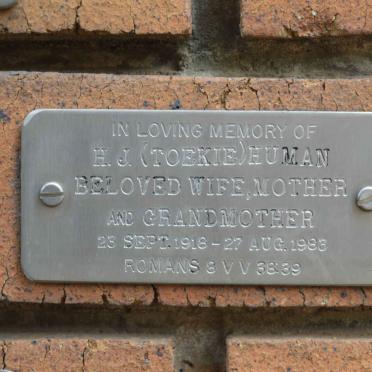 IN LOVING MEMORY OF
H. J. (TOEKIE) HUMAN
BELOVED WIFE, MOTHER
AND GRANDMOTHER
23 SEPT. 1918 - 27 AUG. 1988
ROMANS 8 V V 38:39